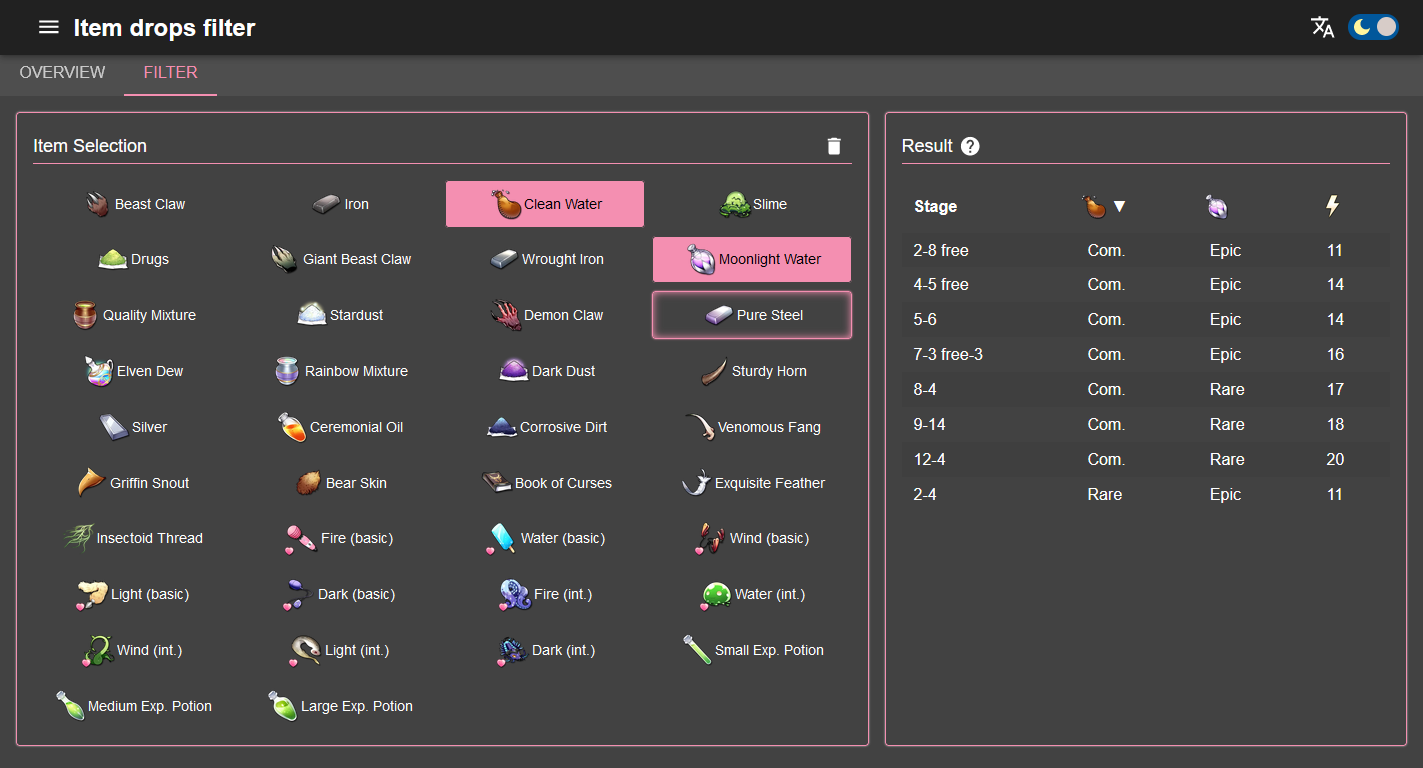 Item drops filter
OVERVIEW FILTER
Item Selection
Beast Claw Iron Clean Water Slime
Drugs Giant Beast Claw Wrought Iron Moonlight Water
Quality Mixture Stardust Demon Claw Pure Steel
Elven Dew Rainbow Mixture Dark Dust Sturdy Horn
Silver Ceremonial Oil Corrosive Dirt Venomous Fang
Griffin Snout Bear Skin Book of Curses Exquisite Feather
Insectoid Thread Fire (basic) Water (basic) Wind (basic)
Light (basic) Dark (basic) Fire (int.) Water (int.)
Wind (int.) Light (int.) Dark (int.) Small Exp. Potion
Medium Exp. Potion Large Exp. Potion
Result ?
Stage ▼
2-8 free Com. Epic 11
4-5 free Com. Epic 14
5-6 Com. Epic 14
7-3 free-3 Com. Epic 16
8-4 Com. Rare 17
9-14 Com. Rare 18
12-4 Com. Rare 20
2-4 Rare Epic 11